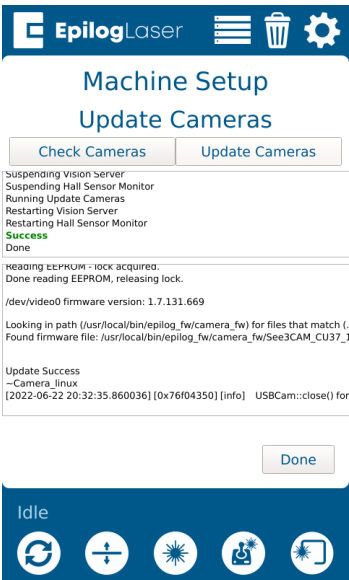 EpilogLaser
Machine Setup
Update Cameras
Check Cameras
Update Cameras
Suspending Vision Server
Suspending Hall Sensor Monitor
Running Update Cameras
Restarting Vision Server
Restarting Hall Sensor Monitor
Success
Done
Reading EEPROM - lock acquired.
Done reading EEPROM, releasing lock.
/dev/video0 firmware version: 1.7.131.669
Looking in path (/usr/local/bin/epilog_fw/camera_fw) for files that match (.
Found firmware file: /usr/local/bin/epilog_fw/camera_fw/See3CAM_CU37_1
Update Success
~Camera_linux
[2022-06-22 20:32:35.860036] [0x76f04350] [info] USBCam::close() for
Done
Idle